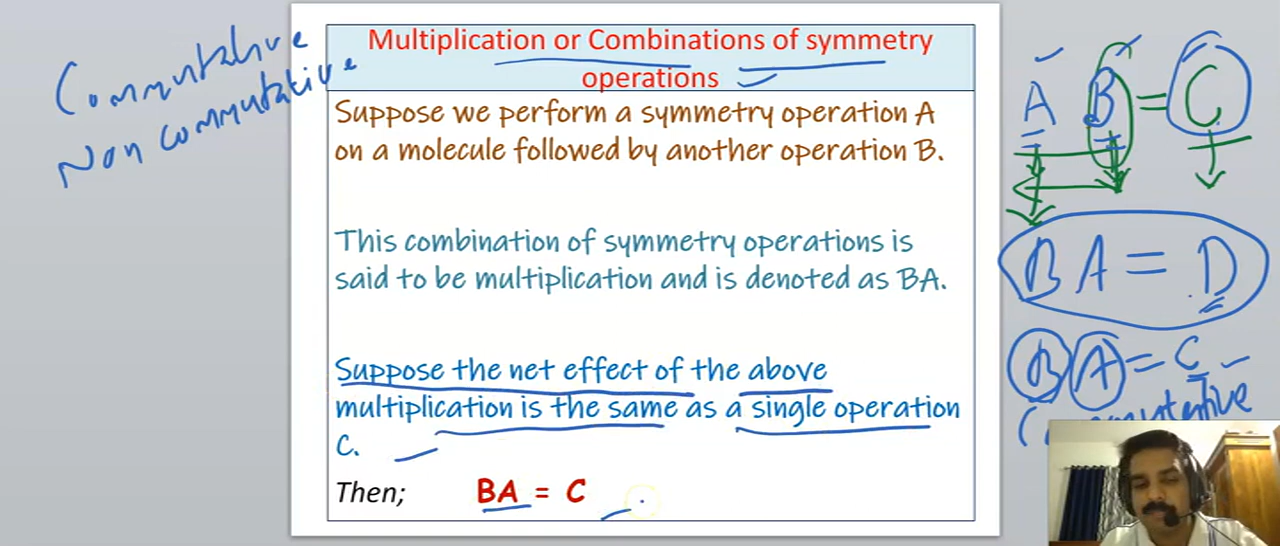 Commutative
Non commutative
Multiplication or Combinations of symmetry
operations
Suppose we perform a symmetry operation A
on a molecule followed by another operation B.
This combination of symmetry operations is
said to be multiplication and is denoted as BA.
Suppose the net effect of the above
multiplication is the same as a single operation
C.
Then; BA = C
A B = C
BA = D
BA = C